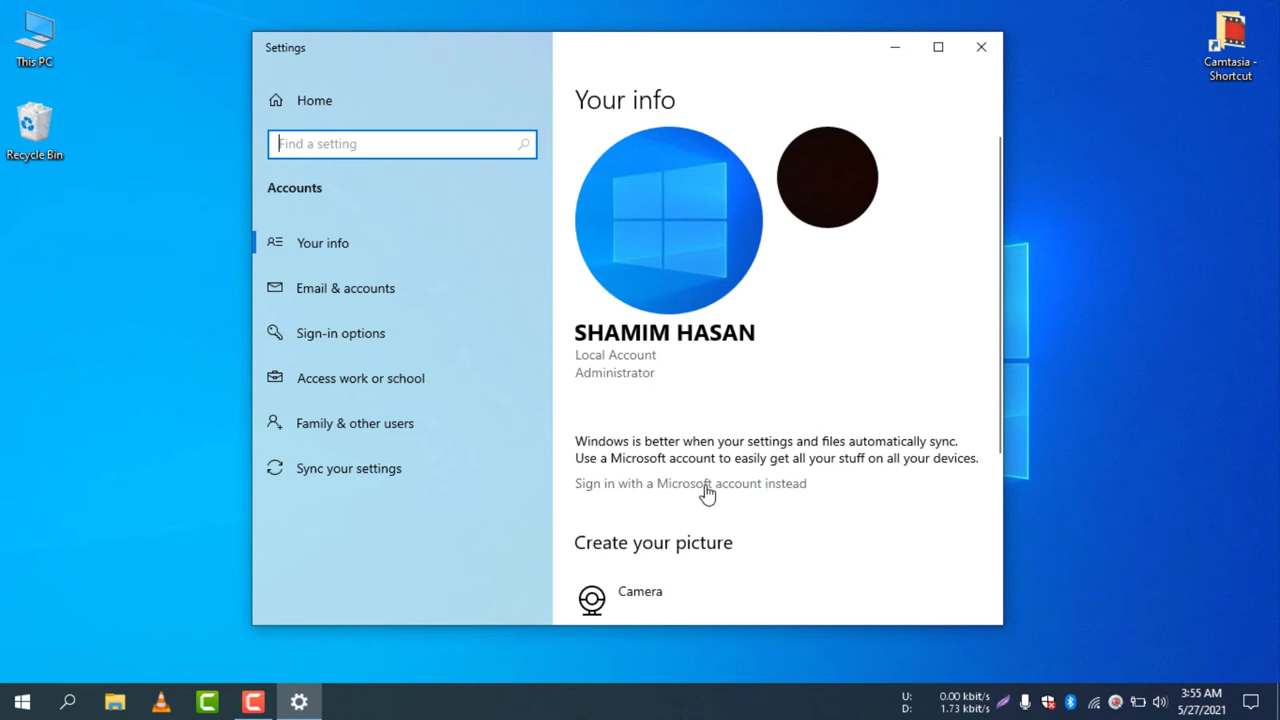 This PC
Recycle Bin
Camtasia -
Shortcut
Settings
Home
Find a setting
Accounts
Your info
Email & accounts
Sign-in options
Access work or school
Family & other users
Sync your settings
Your info
SHAMIM HASAN
Local Account
Administrator
Windows is better when your settings and files automatically sync.
Use a Microsoft account to easily get all your stuff on all your devices.
Sign in with a Microsoft account instead
Create your picture
Camera
U: 0.00 kbit/s
D: 1.73 kbit/s
3:55 AM
5/27/2021